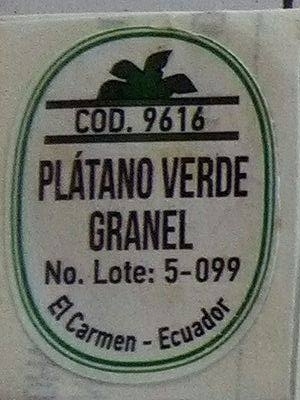 COD. 9616
PLÁTANO VERDE
GRANEL
No. Lote: 5-099
El Carmen - Ecuador